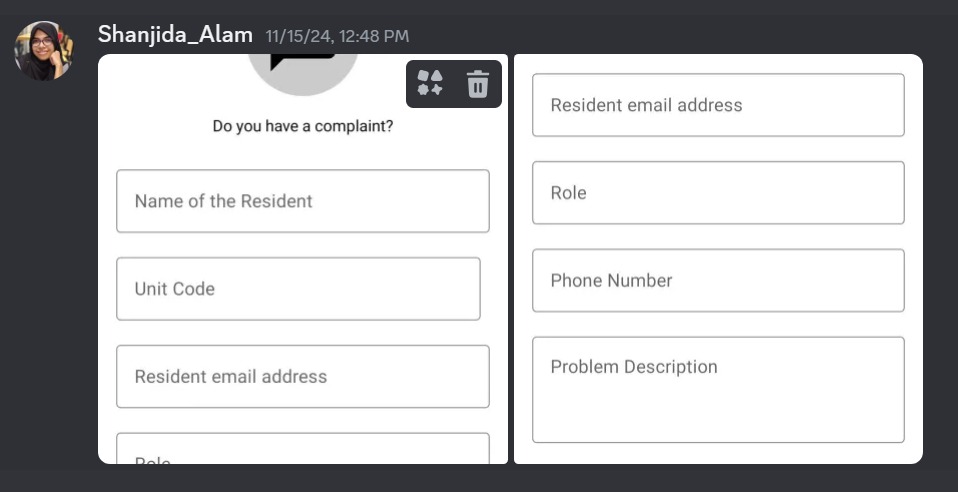 Shanjida_Alam 11/15/24, 12:48 PM
Do you have a complaint?
Name of the Resident
Unit Code
Resident email address
Role
Resident email address
Role
Phone Number
Problem Description